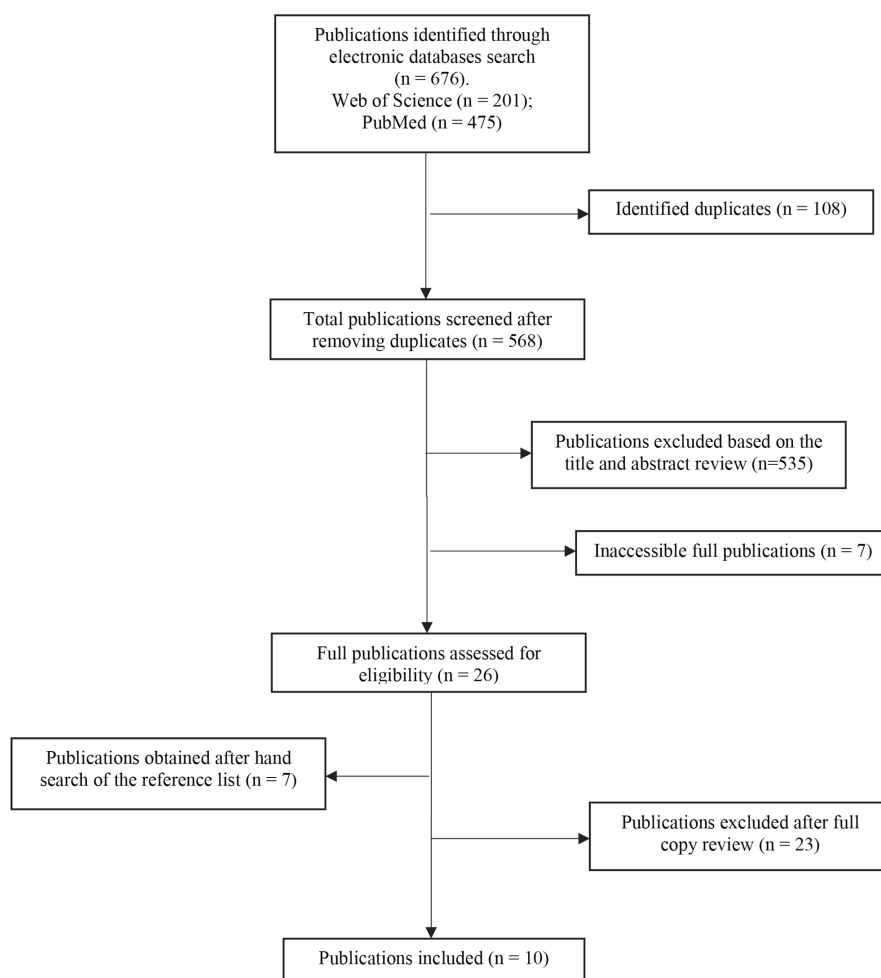 Publications identified through
electronic databases search
(n = 676).
Web of Science (n = 201);
PubMed (n = 475)
Identified duplicates (n = 108)
Total publications screened after
removing duplicates (n = 568)
Publications excluded based on the
title and abstract review (n=535)
Inaccessible full publications (n = 7)
Full publications assessed for
eligibility (n = 26)
Publications obtained after hand
search of the reference list (n = 7)
Publications excluded after full
copy review (n = 23)
Publications included (n = 10)